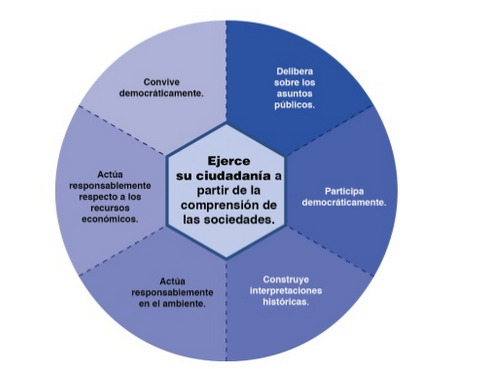 Convive
democráticamente.
Delibera
sobre los
asuntos
públicos.
Actúa
responsablemente
respecto a los
recursos
económicos.
Ejerce
su ciudadanía a
partir de la
comprensión de
las sociedades.
Participa
democráticamente.
Actúa
responsablemente
en el ambiente.
Construye
interpretaciones
históricas.